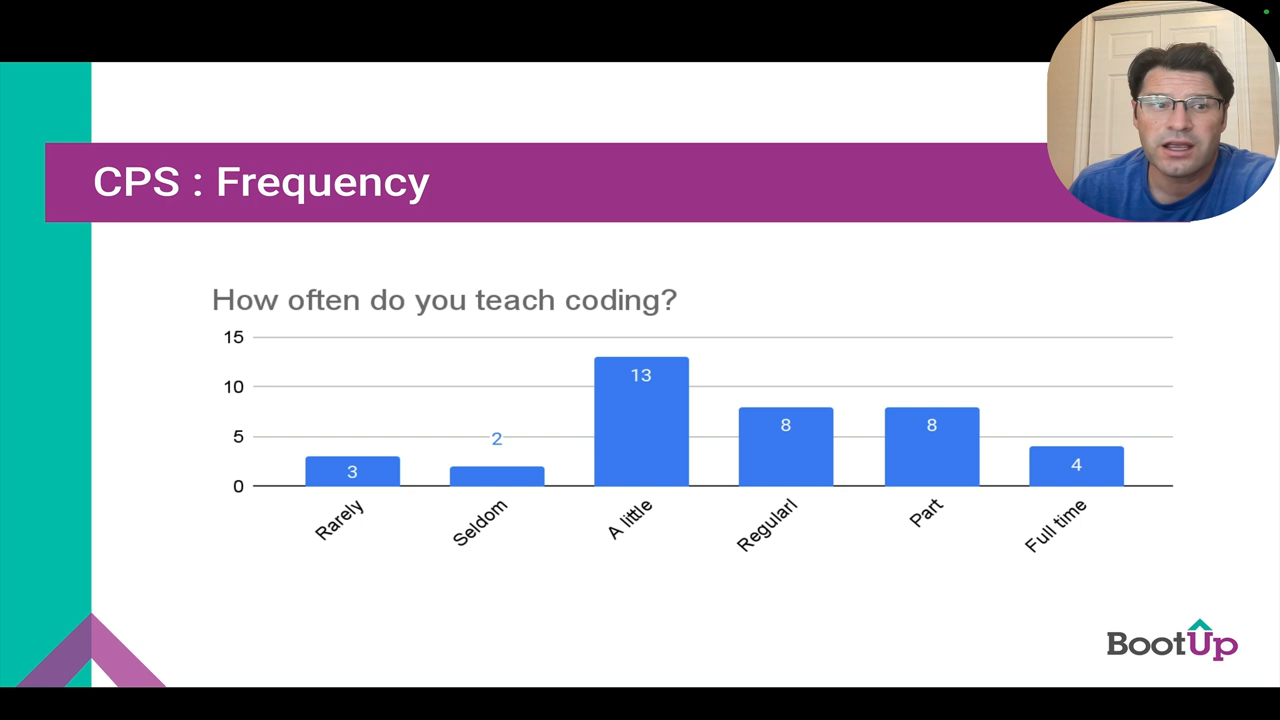 CPS : Frequency
How often do you teach coding?
15
10
5
0
3
2
13
8
8
4
Rarely
Seldom
A little
Regularl
Part
Full time
BootUp